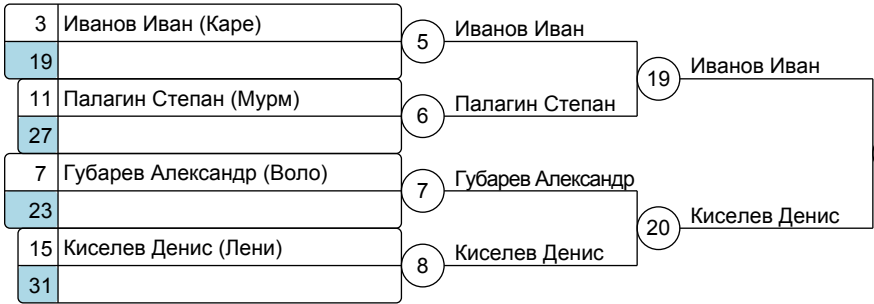 3 Иванов Иван (Каре)
19
11 Палагин Степан (Мурм)
27
7 Губарев Александр (Воло)
23
15 Киселев Денис (Лени)
31
5 Иванов Иван
6 Палагин Степан
7 Губарев Александр
8 Киселев Денис
19 Иванов Иван
20 Киселев Денис